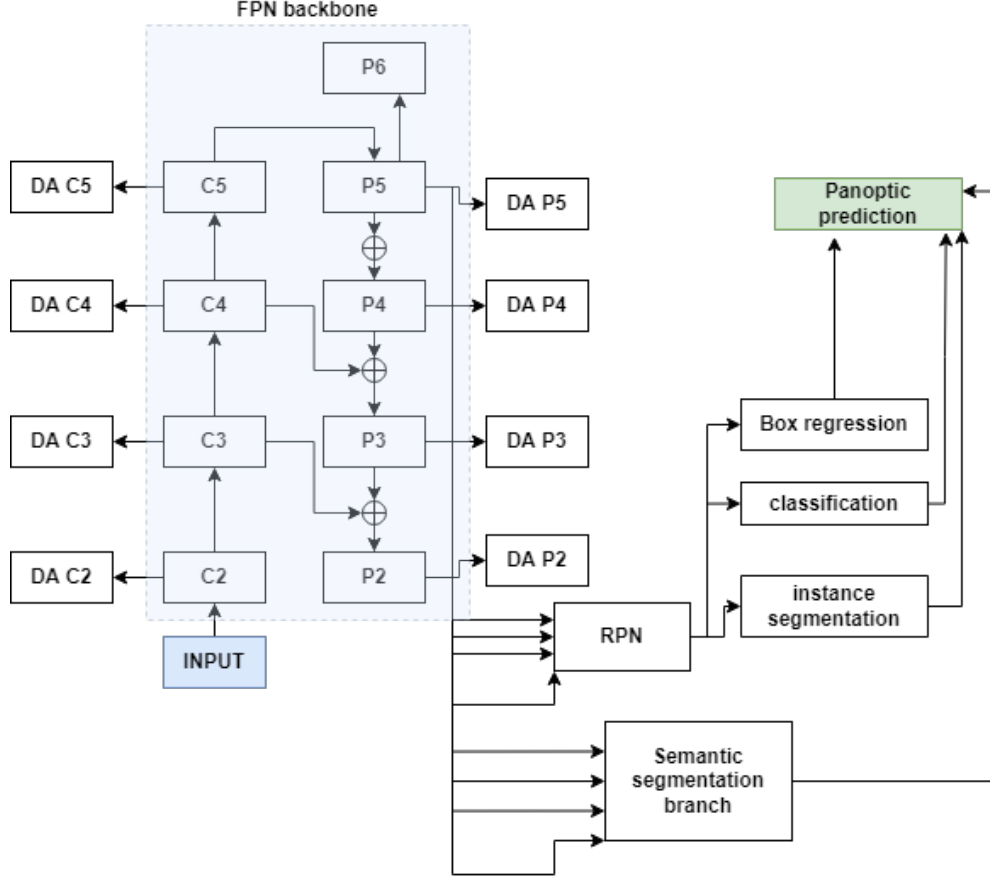 FPN backbone
P6
DA C5
C5
P5
DA P5
Panoptic
prediction
DA C4
C4
P4
DA P4
DA C3
C3
P3
DA P3
Box regression
classification
DA C2
C2
P2
DA P2
instance
segmentation
RPN
INPUT
Semantic
segmentation
branch